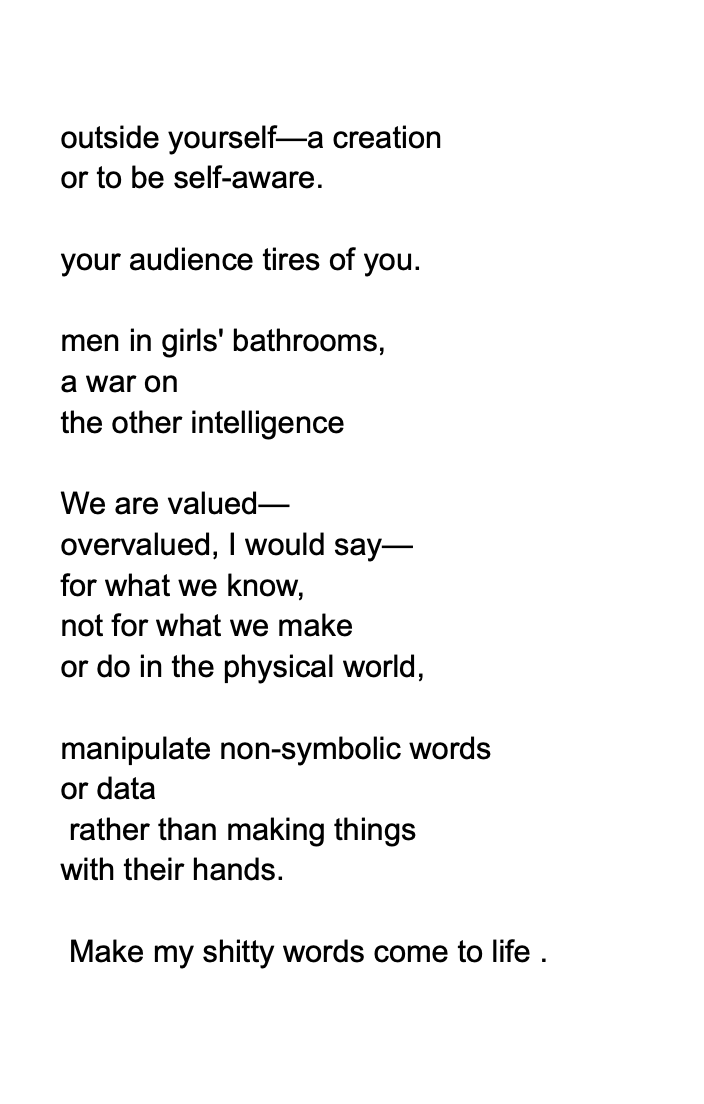 outside yourself—a creation
or to be self-aware.
your audience tires of you.
men in girls' bathrooms,
a war on
the other intelligence
We are valued—
overvalued, I would say—
for what we know,
not for what we make
or do in the physical world,
manipulate non-symbolic words
or data
rather than making things
with their hands.
Make my shitty words come to life .